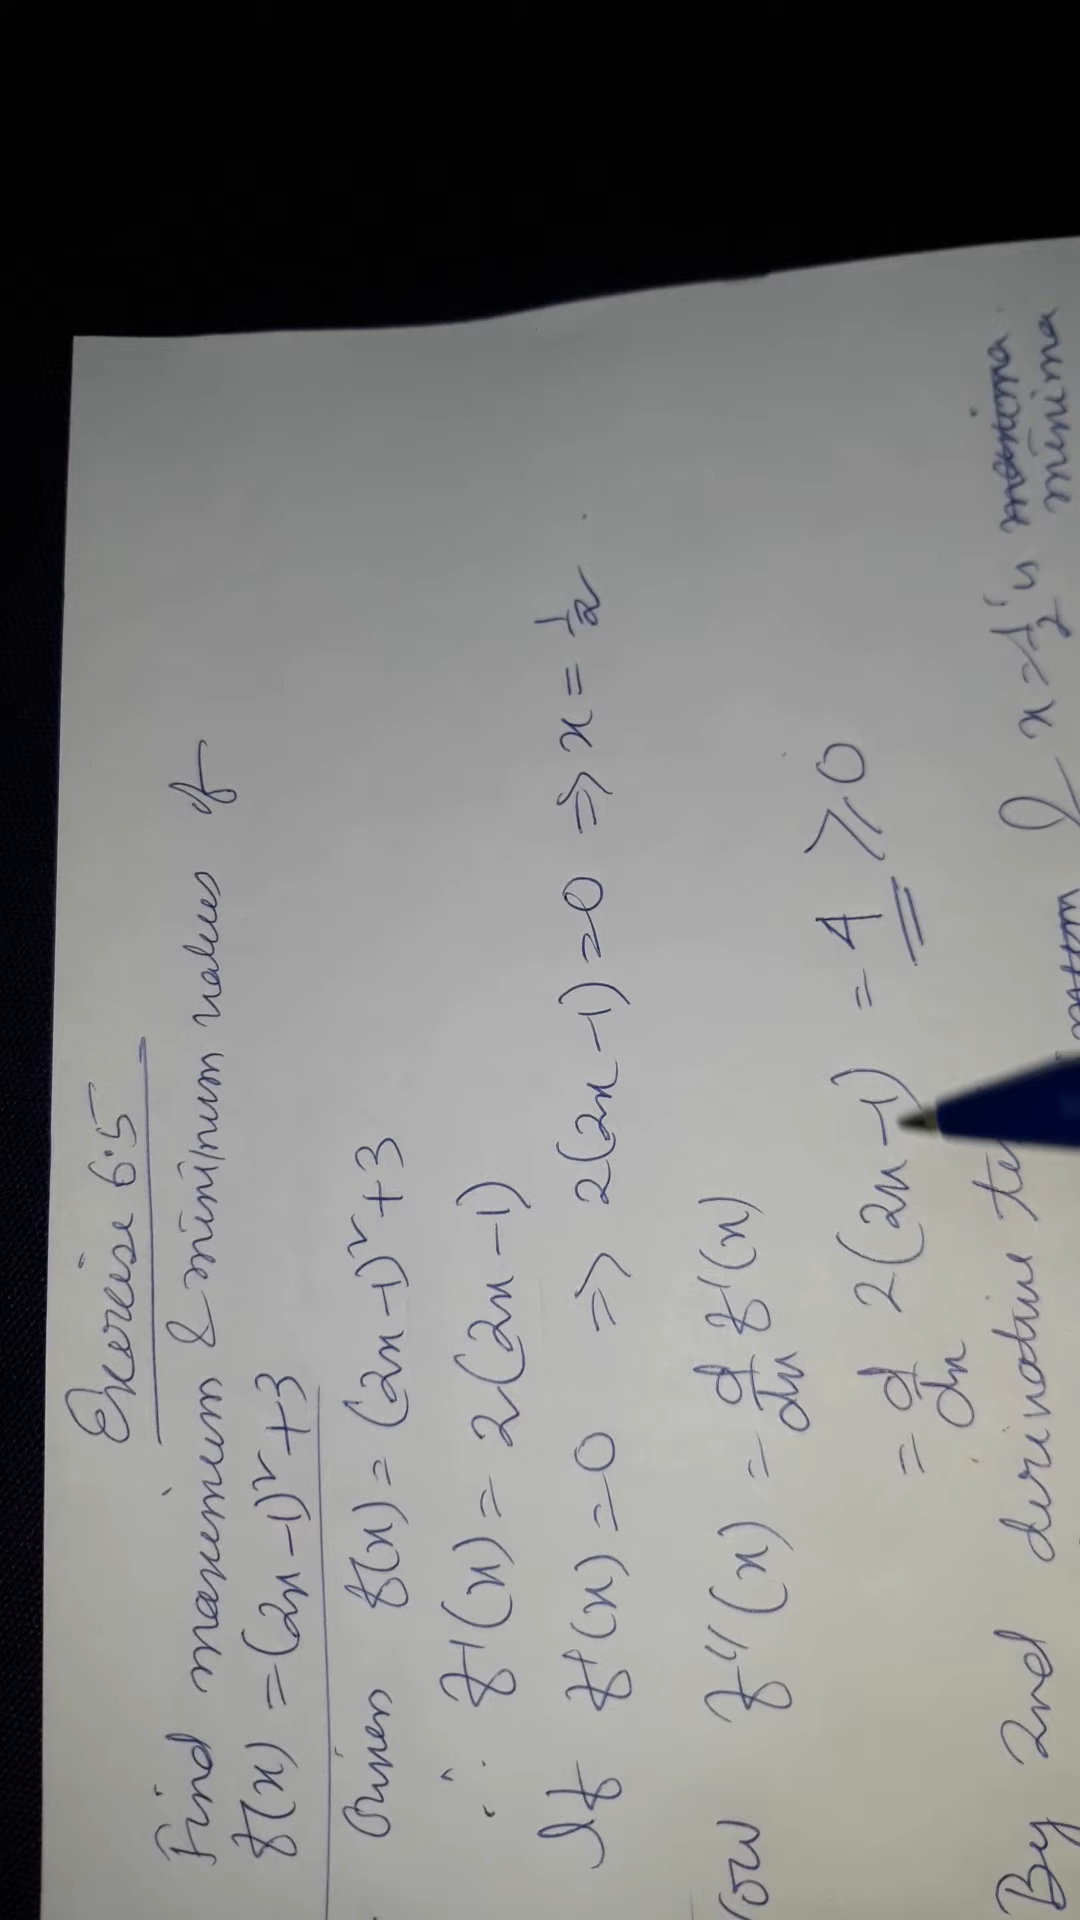 Exercise 6.5
Find maximum & minimum values of
f(x) = (2x-1)²+3
Given f(x) = (2x-1)²+3
∴ f'(x) = 2(2x-1)
If f'(x) = 0 ⇒ 2(2x-1)=0 ⇒ x = 1/2
Now f''(x) = d/dx f'(x)
= d/dx 2(2x-1) = 4 ≥ 0
By 2nd derivative x = 1/2 is maxima
minima